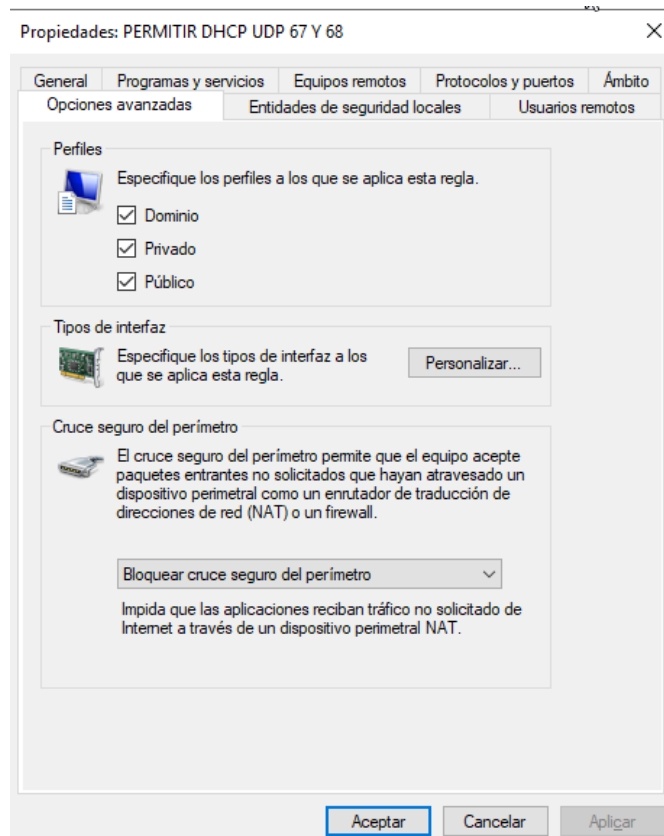 Propiedades: PERMITIR DHCP UDP 67 Y 68
General
Programas y servicios
Equipos remotos
Protocolos y puertos
Ámbito
Opciones avanzadas
Entidades de seguridad locales
Usuarios remotos
Perfiles
Especifique los perfiles a los que se aplica esta regla.
Dominio
Privado
Público
Tipos de interfaz
Especifique los tipos de interfaz a los
que se aplica esta regla.
Personalizar...
Cruce seguro del perímetro
El cruce seguro del perímetro permite que el equipo acepte
paquetes entrantes no solicitados que hayan atravesado un
dispositivo perimetral como un enrutador de traducción de
direcciones de red (NAT) o un firewall.
Bloquear cruce seguro del perímetro
Impida que las aplicaciones reciban tráfico no solicitado de
Internet a través de un dispositivo perimetral NAT.
Aceptar
Cancelar
Aplicar